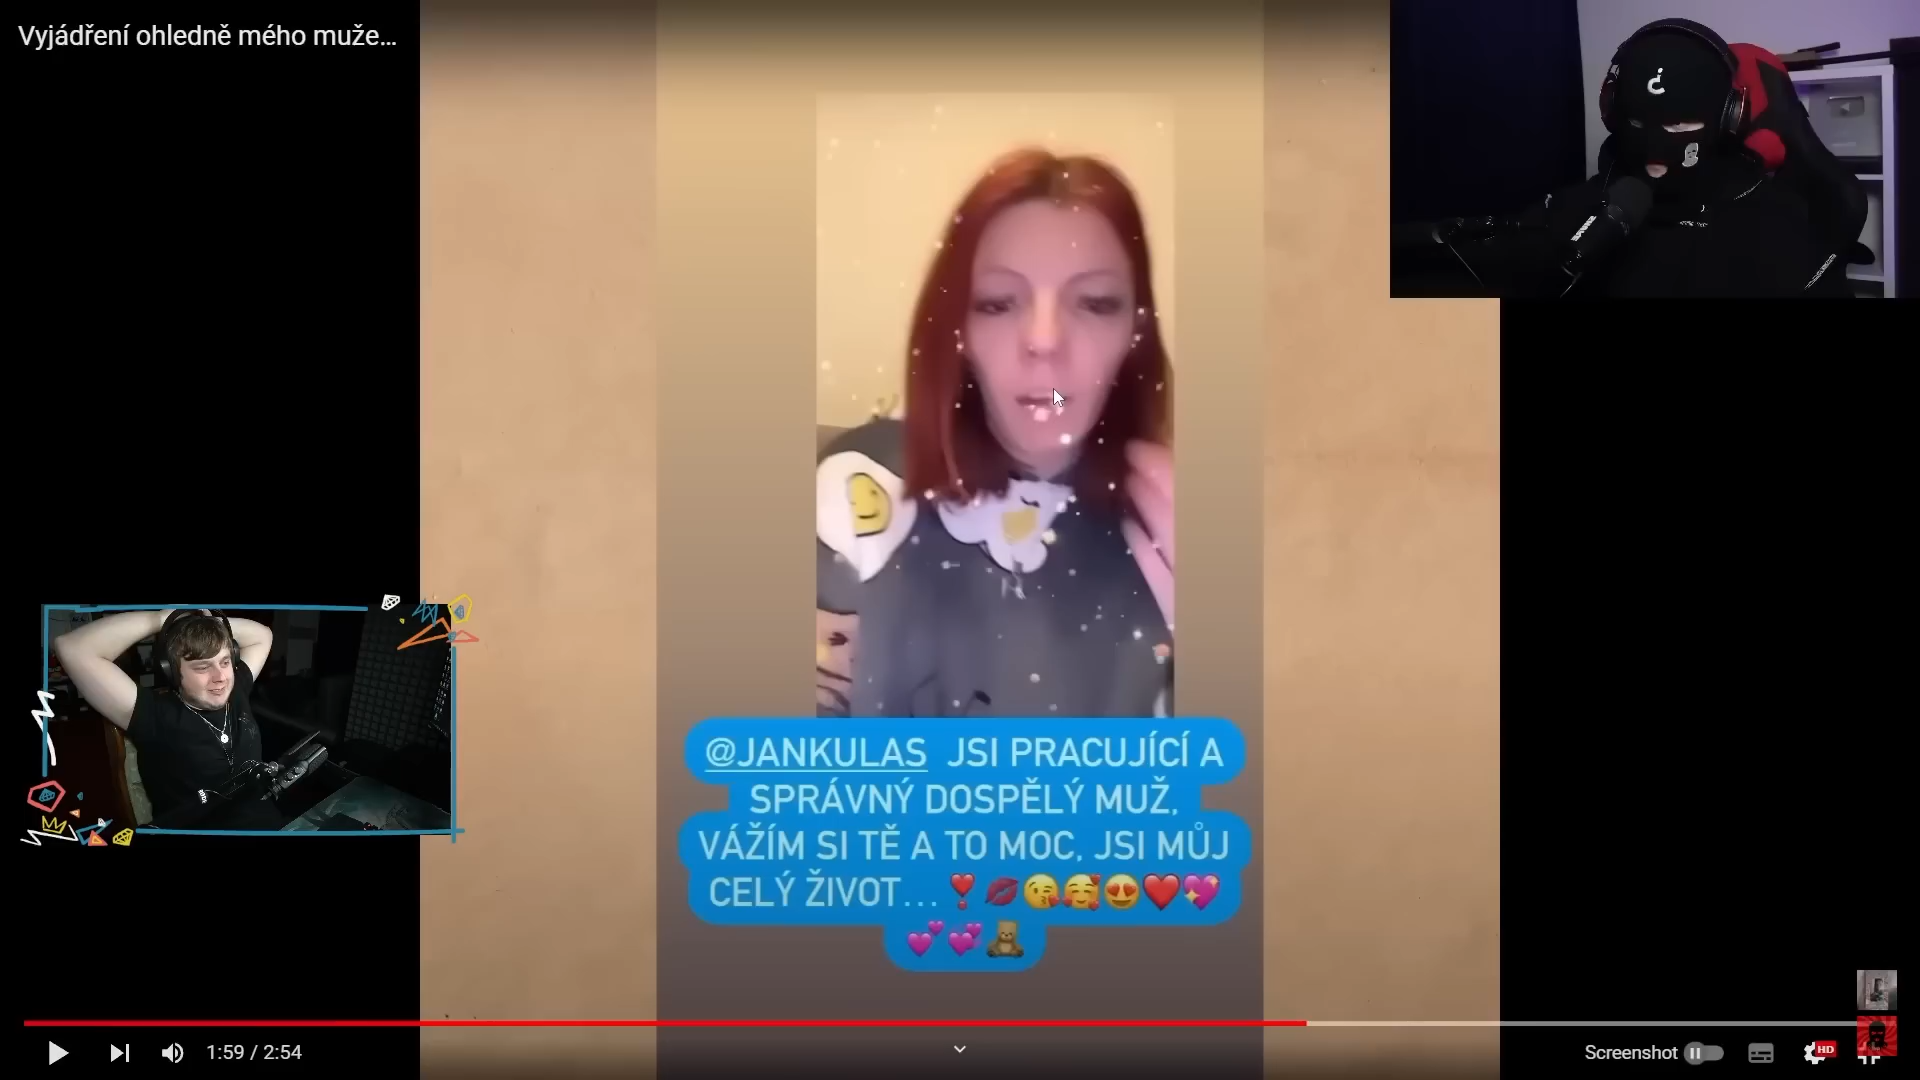 Vyjádření ohledně mého muže...
@JANKULAS JSI PRACUJÍCÍ A
SPRÁVNÝ DOSPĚLÝ MUŽ,
VÁŽÍM SI TĚ A TO MOC, JSI MŮJ
CELÝ ŽIVOT...❣️💋😘🥰😍❤️💖
💕💞🧸
1:59 / 2:54
Screenshot
HD